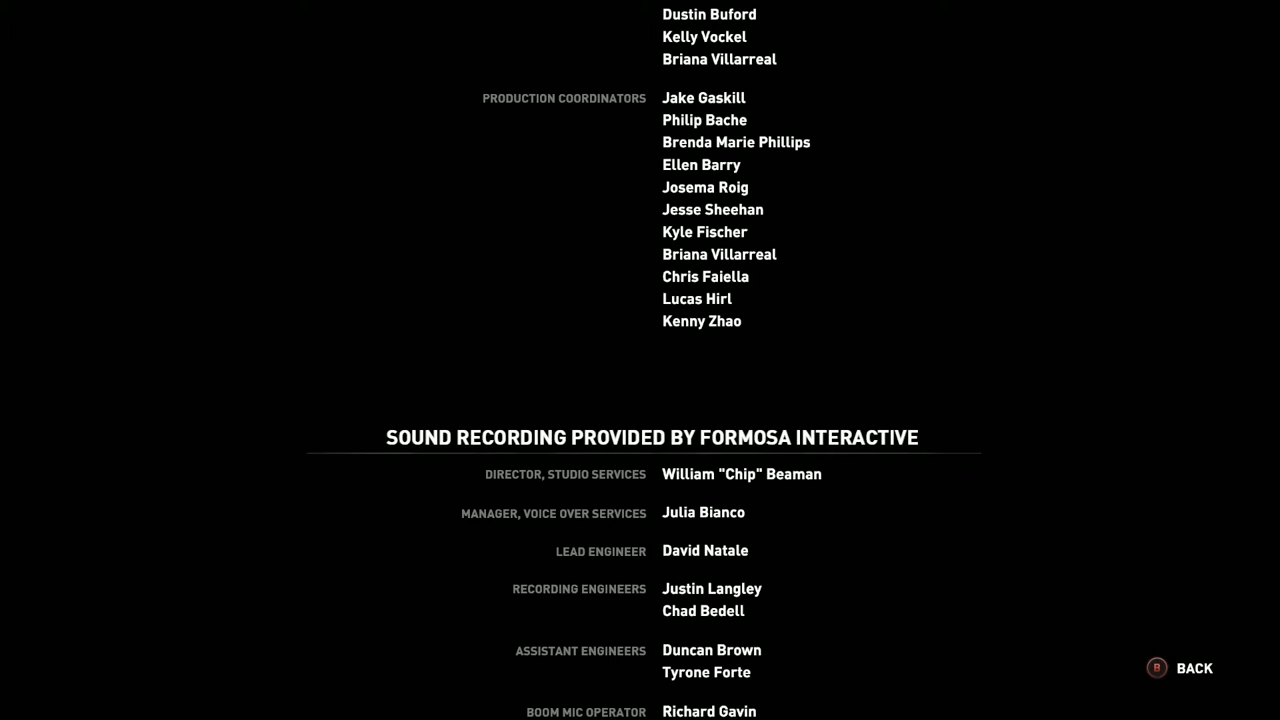 Dustin Buford
Kelly Vockel
Briana Villarreal
PRODUCTION COORDINATORS Jake Gaskill
Philip Bache
Brenda Marie Phillips
Ellen Barry
Josema Roig
Jesse Sheehan
Kyle Fischer
Briana Villarreal
Chris Faiella
Lucas Hirl
Kenny Zhao
SOUND RECORDING PROVIDED BY FORMOSA INTERACTIVE
DIRECTOR, STUDIO SERVICES William "Chip" Beaman
MANAGER, VOICE OVER SERVICES Julia Bianco
LEAD ENGINEER David Natale
RECORDING ENGINEERS Justin Langley
Chad Bedell
ASSISTANT ENGINEERS Duncan Brown
Tyrone Forte
B BACK
BOOM MIC OPERATOR Richard Gavin